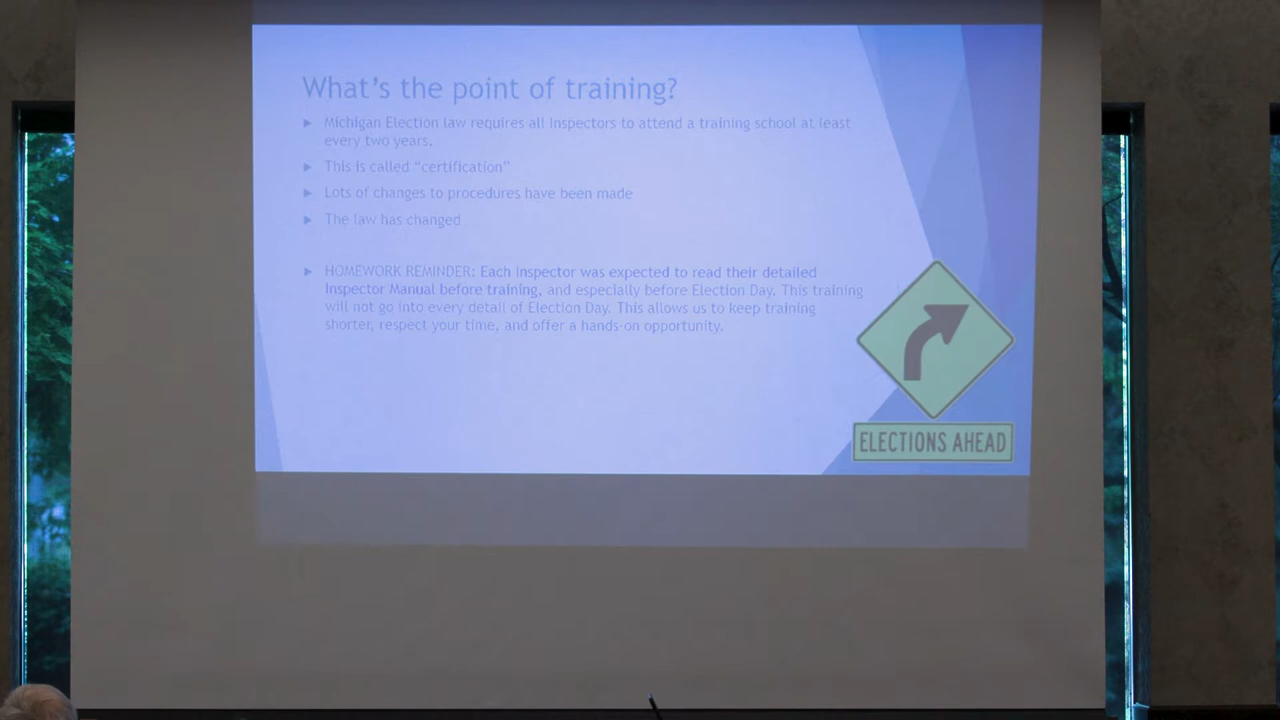 What's the point of training?
Michigan Election law requires all Inspectors to attend a training school at least
every two years.
This is called “certification”
Lots of changes to procedures have been made
The law has changed
HOMEWORK REMINDER: Each Inspector was expected to read their detailed
Inspector Manual before training, and especially before Election Day. This training
will not go into every detail of Election Day. This allows us to keep training
shorter, respect your time, and offer a hands-on opportunity.
ELECTIONS AHEAD